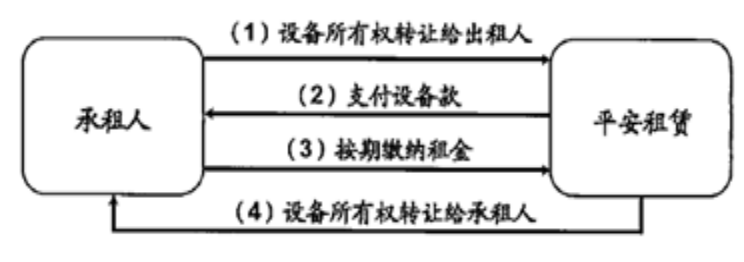 (1)设备所有权转让给出租人
(2)支付设备款
承租人
平安租赁
(3)按期缴纳租金
(4)设备所有权转让给承租人